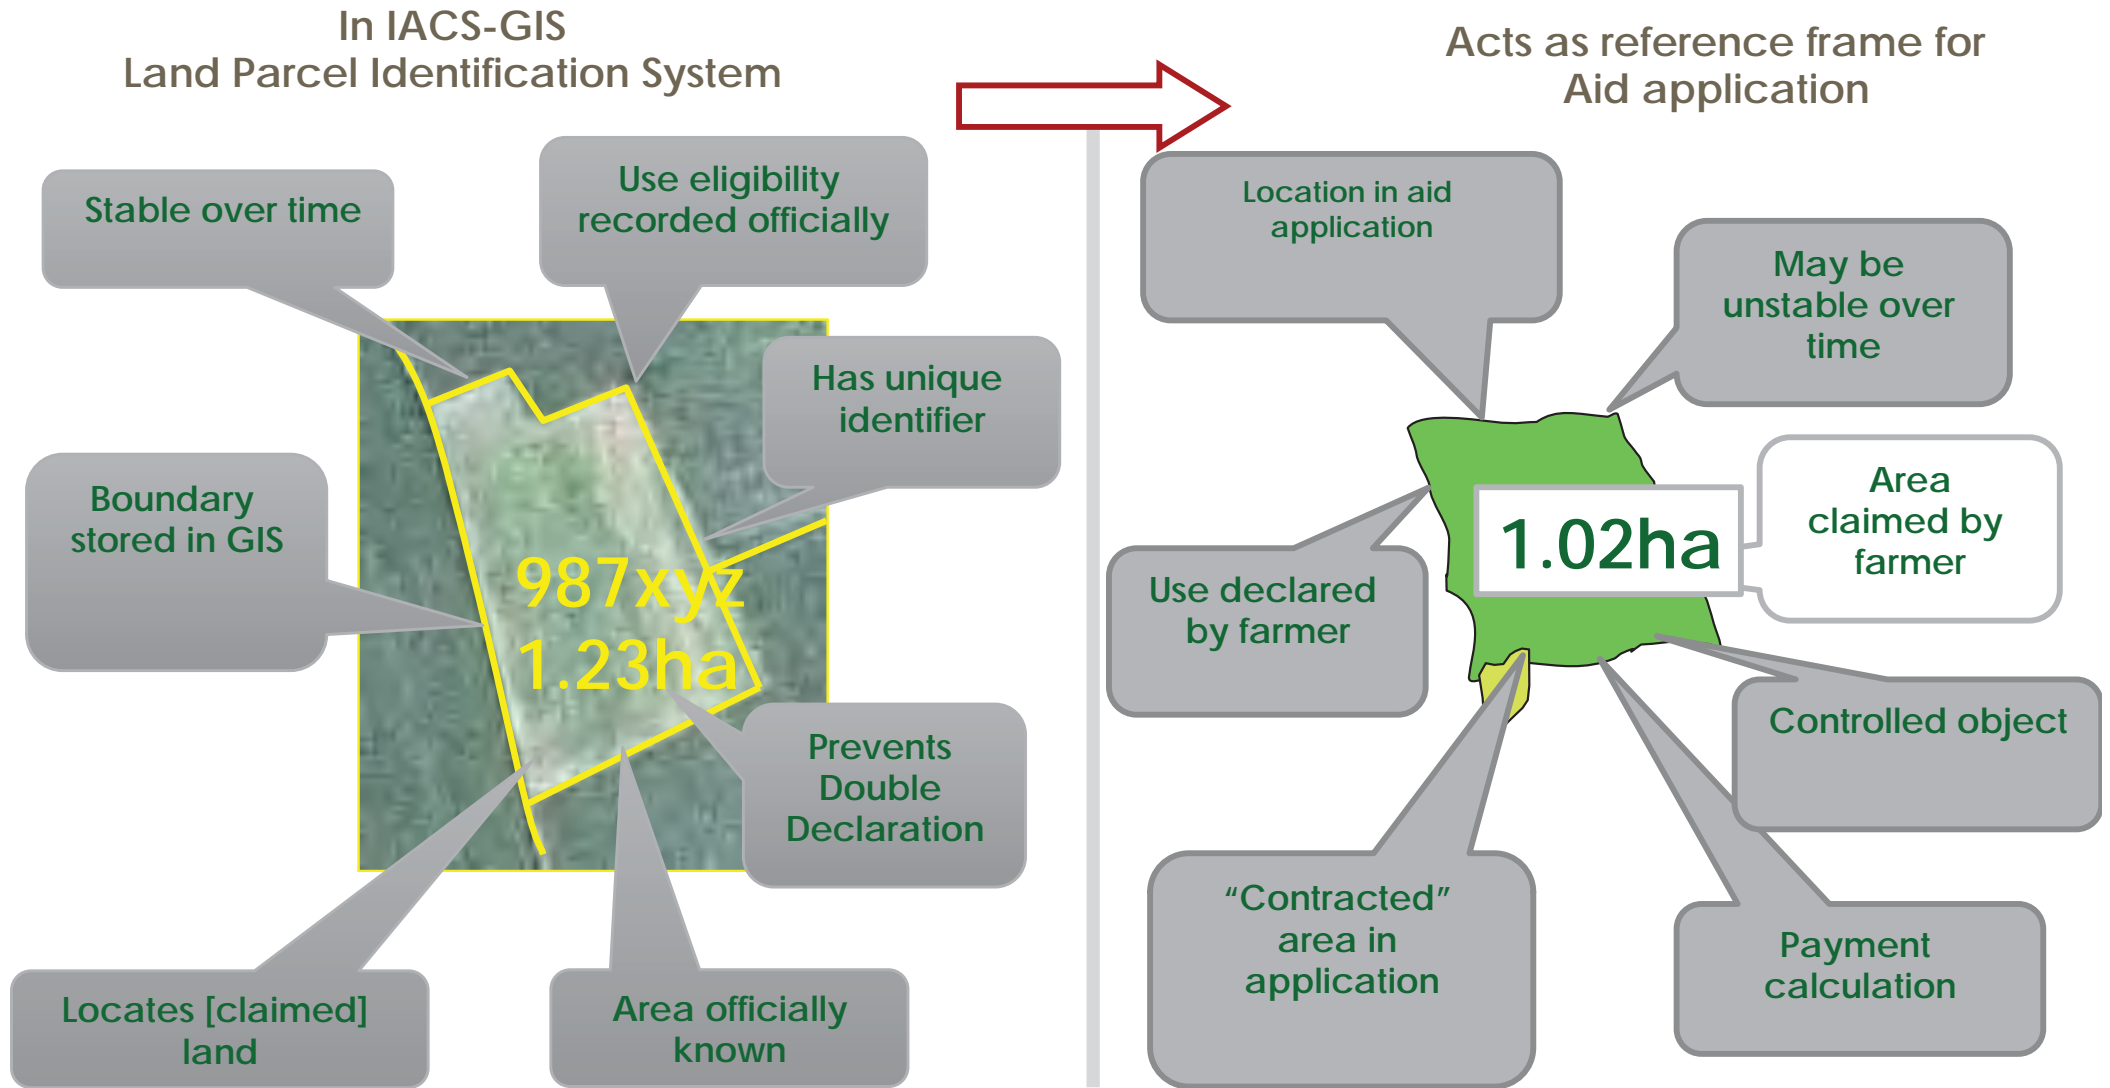 In IACS-GIS
Land Parcel Identification System
Acts as reference frame for
Aid application
Stable over time
Use eligibility
recorded officially
Has unique
identifier
Boundary
stored in GIS
987xyz
1.23ha
Prevents
Double
Declaration
Locates [claimed]
land
Area officially
known
Location in aid
application
May be
unstable over
time
Area
claimed by
farmer
1.02ha
Use declared
by farmer
Controlled object
“Contracted”
area in
application
Payment
calculation